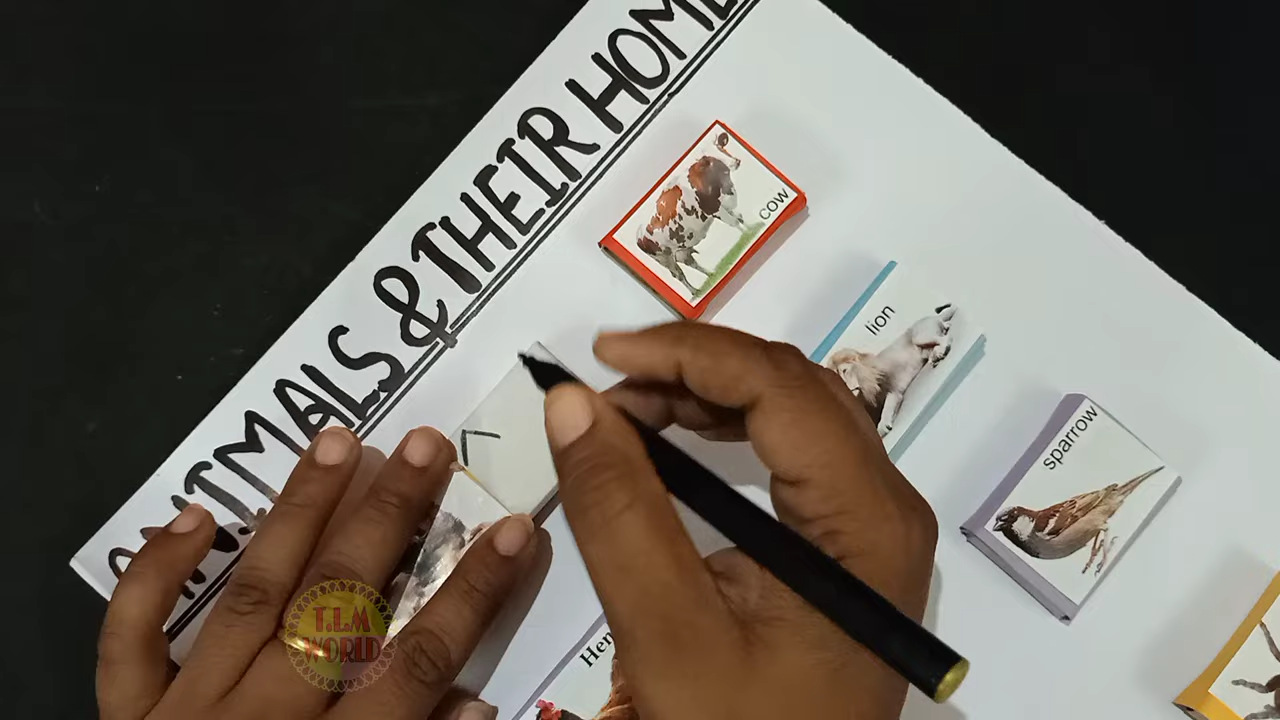 ANIMALS & THEIR HOME
cow
lion
sparrow
Hen
T.L.M
WORLD